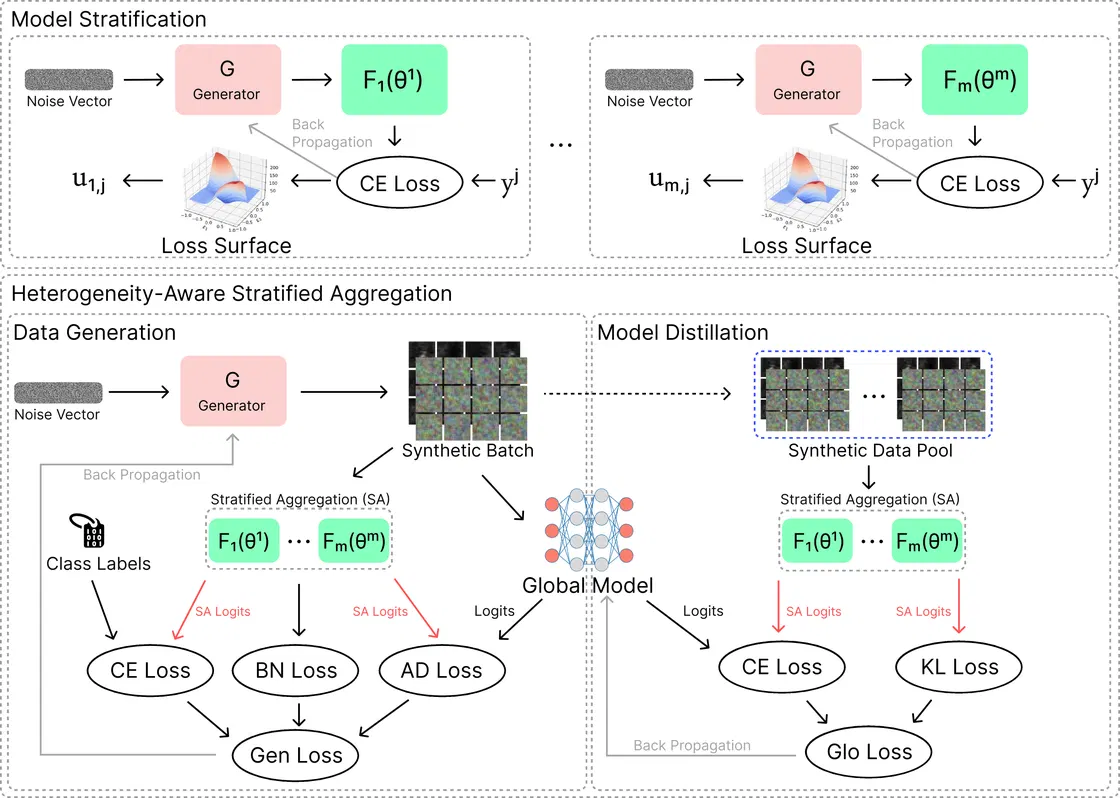 Model Stratification
Noise Vector
G
Generator
F₁(θ¹)
Back
Propagation
u₁,ⱼ
CE Loss
yʲ
Loss Surface
...
Noise Vector
G
Generator
Fₘ(θᵐ)
Back
Propagation
uₘ,ⱼ
CE Loss
yʲ
Loss Surface
Heterogeneity-Aware Stratified Aggregation
Data Generation
Noise Vector
G
Generator
Synthetic Batch
Back Propagation
Stratified Aggregation (SA)
F₁(θ¹) ... Fₘ(θᵐ)
Class Labels
SA Logits
SA Logits
Logits
Global Model
CE Loss
BN Loss
AD Loss
Gen Loss
Model Distillation
...
Synthetic Data Pool
Stratified Aggregation (SA)
F₁(θ¹) ... Fₘ(θᵐ)
Logits
SA Logits
SA Logits
CE Loss
KL Loss
Back Propagation
Glo Loss